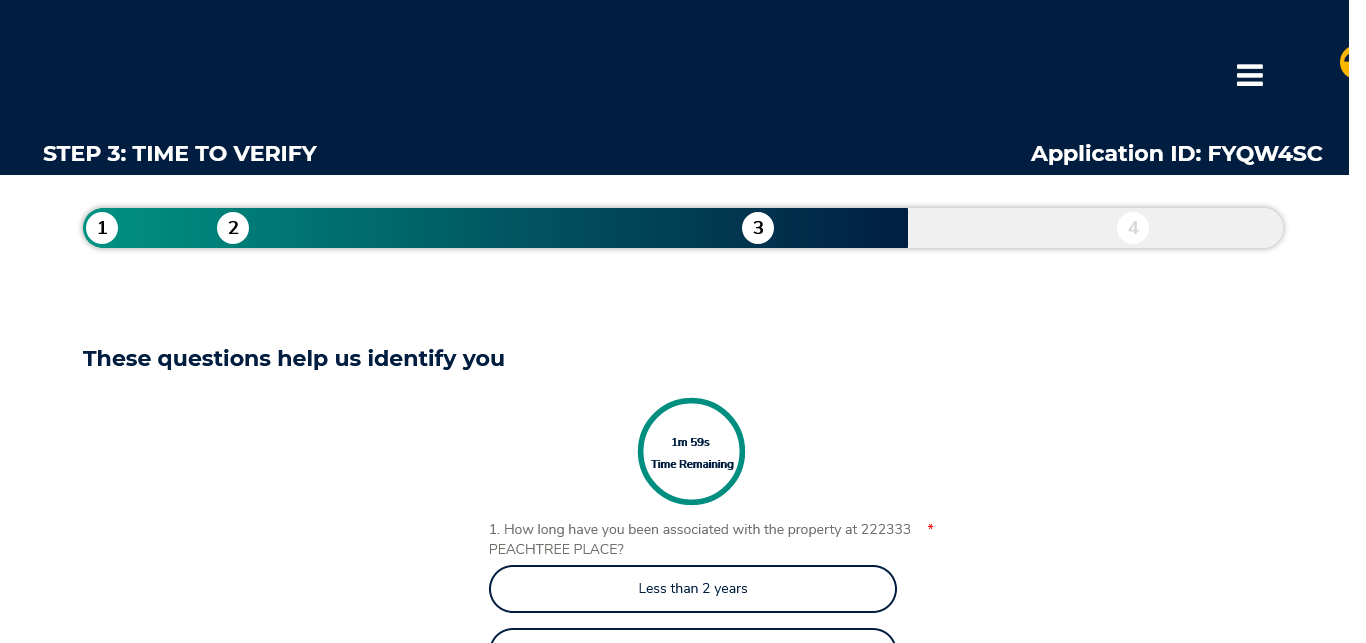 STEP 3: TIME TO VERIFY
Application ID: FYQW4SC
1
2
3
4
These questions help us identify you
1m 59s
Time Remaining
1. How long have you been associated with the property at 222333 *
PEACHTREE PLACE?
Less than 2 years